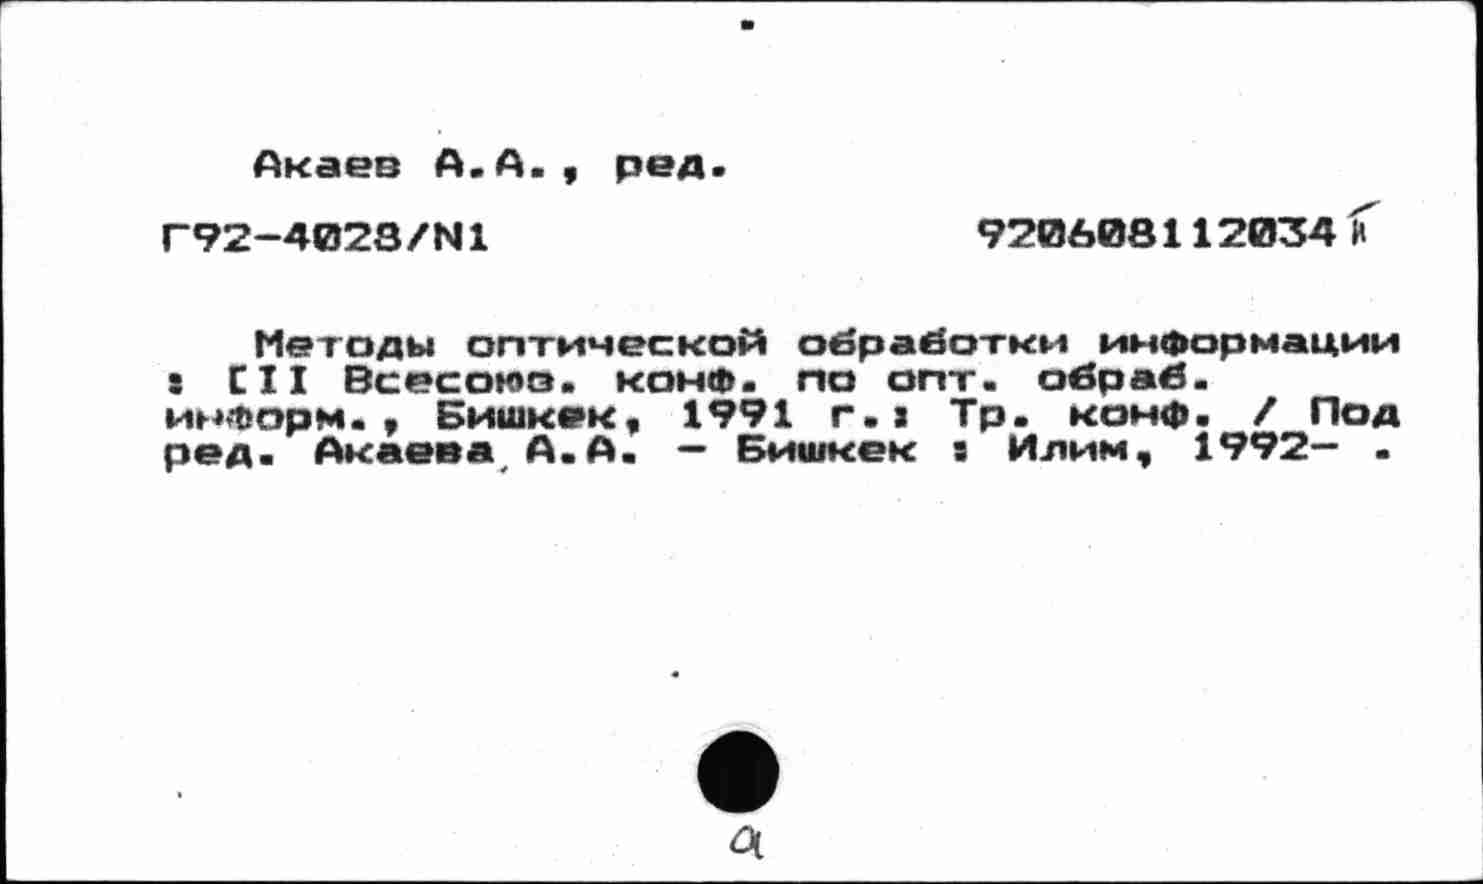 Акаев А.А., ред.
Г92-4028/N1 920608112034 й
Методы оптической обработки информации
: [II Всесоюз. конф. по опт. обраб.
информ., Бишкек, 1991 г.: Тр. конф. / Под
ред. Акаева А.А. - Бишкек : Илим, 1992- .
а